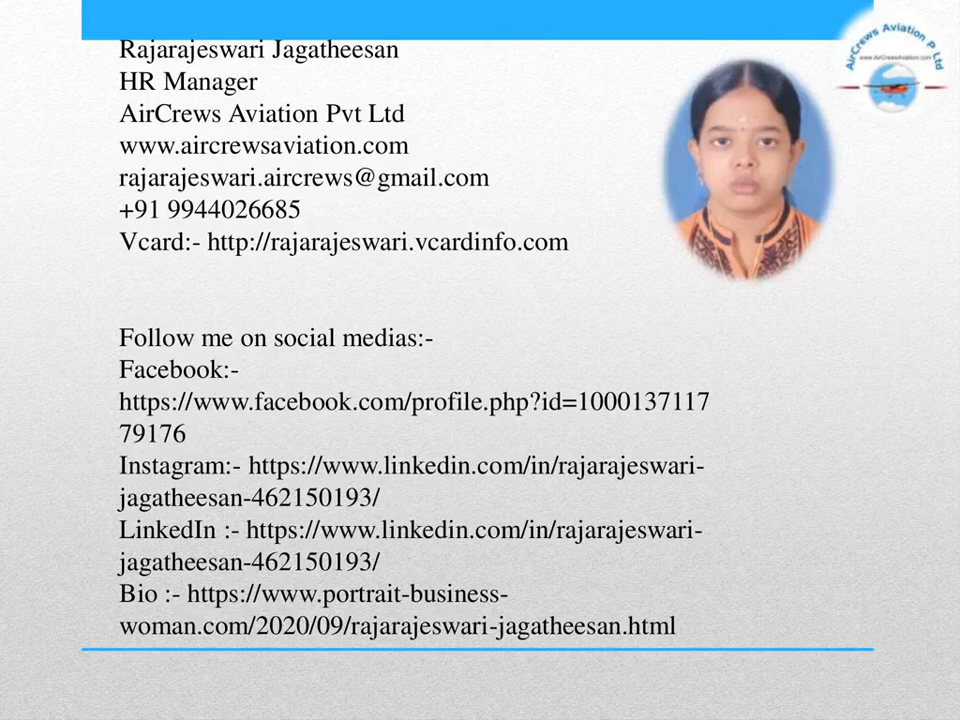 Rajarajeswari Jagatheesan
HR Manager
AirCrews Aviation Pvt Ltd
www.aircrewsaviation.com
rajarajeswari.aircrews@gmail.com
+91 9944026685
Vcard:- http://rajarajeswari.vcardinfo.com
AirCrews Aviation P Ltd
www.AirCrewsAviation.com
Follow me on social medias:-
Facebook:-
https://www.facebook.com/profile.php?id=1000137117
79176
Instagram:- https://www.linkedin.com/in/rajarajeswari-
jagatheesan-462150193/
LinkedIn :- https://www.linkedin.com/in/rajarajeswari-
jagatheesan-462150193/
Bio :- https://www.portrait-business-
woman.com/2020/09/rajarajeswari-jagatheesan.html